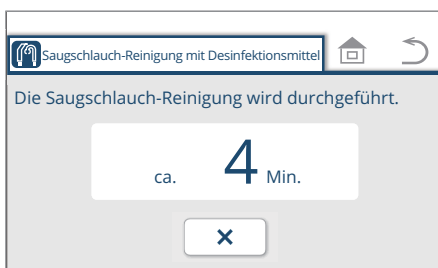 Saugschlauch-Reinigung mit Desinfektionsmittel
Die Saugschlauch-Reinigung wird durchgeführt.
ca. 4 Min.